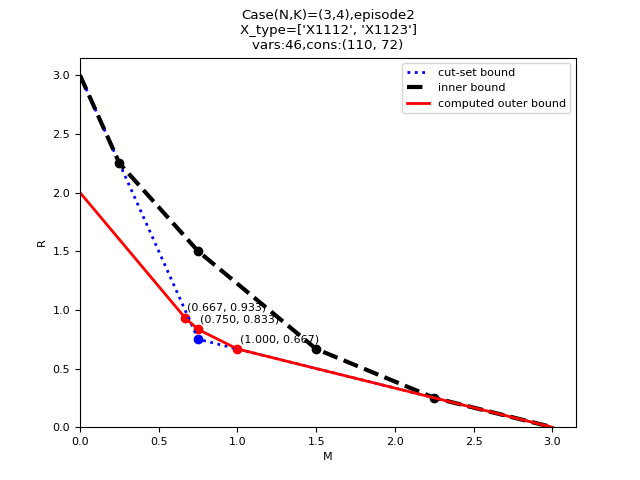 Case(N,K)=(3,4),episode2
X_type=['X1112', 'X1123']
vars:46,cons:(110, 72)
cut-set bound
inner bound
computed outer bound
(0.667, 0.933)
(0.750, 0.833)
(1.000, 0.667)
R
3.0
2.5
2.0
1.5
1.0
0.5
0.0
0.0 0.5 1.0 1.5 2.0 2.5 3.0
M